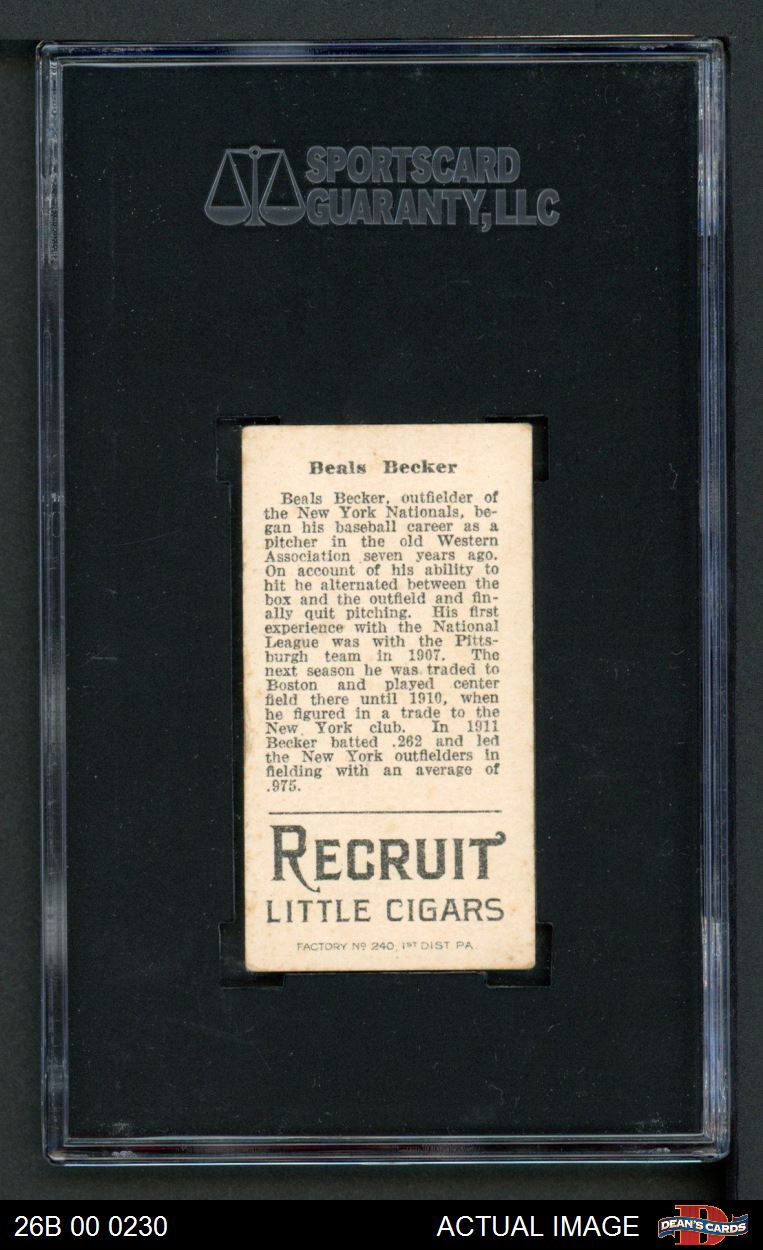 SPORTSCARD
GUARANTY, LLC
Beals Becker
Beals Becker, outfielder of
the New York Nationals, be-
gan his baseball career as a
pitcher in the old Western
Association seven years ago.
On account of his ability to
hit he alternated between the
box and the outfield and fin-
ally quit pitching. His first
experience with the National
League was with the Pitts-
burgh team in 1907. The
next season he was traded to
Boston and played center
field there until 1910, when
he figured in a trade to the
New York club. In 1911
Becker batted .262 and led
the New York outfielders in
fielding with an average of
.975.
RECRUIT
LITTLE CIGARS
FACTORY Nº 240, 1ST DIST PA.
26B 00 0230
ACTUAL IMAGE
DEAN'S CARDS